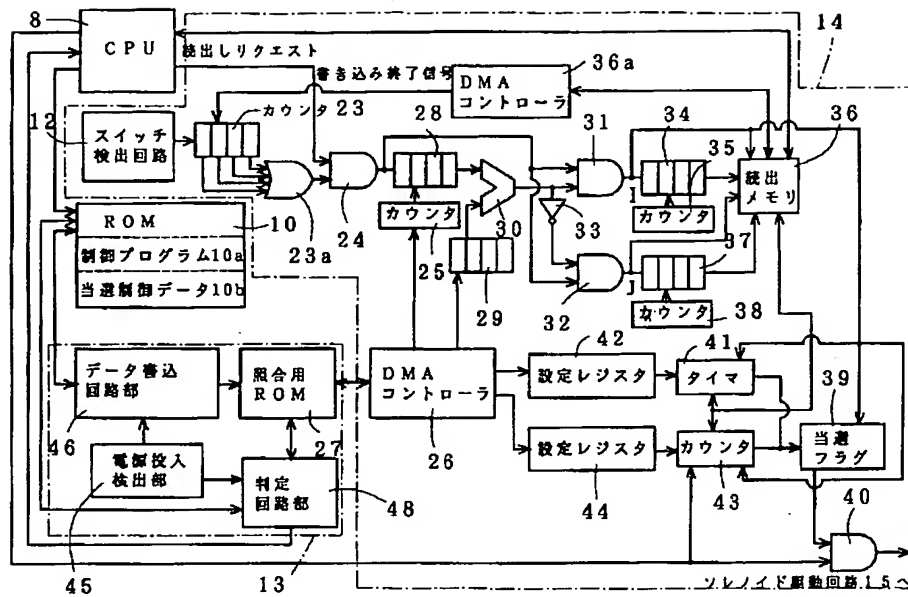 8
CPU
読出しリクエスト
書き込み終了信号
36a
DMA
コントローラ
14
12
スイッチ
検出回路
カウンタ 23
28
31
34
35
36
23a
24
カウンタ
25
30
33
29
I
カウンタ
読出
メモリ
ROM
10
制御プログラム10a
当選制御データ10b
32
J
37
カウンタ
38
データ書込
回路部
46
照合用
ROM
27
DMA
コントローラ
26
42
設定レジスタ
41
タイマ
39
当選
フラグ
電源投入
検出部
45
判定
回路部
48
設定レジスタ
44
カウンタ
43
40
13
ソレノイド駆動回路15へ